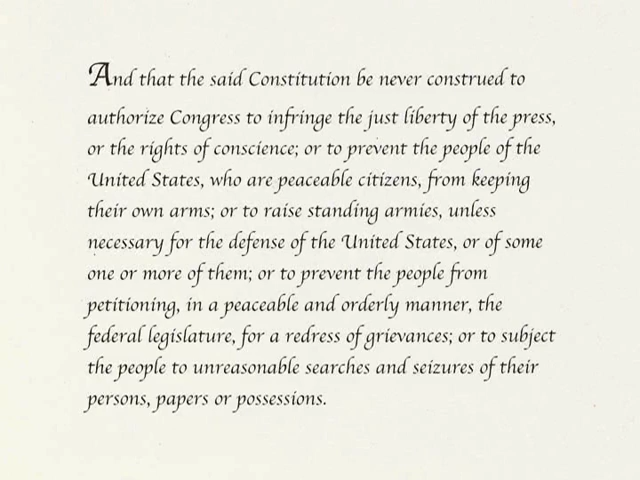 And that the said Constitution be never construed to
authorize Congress to infringe the just liberty of the press,
or the rights of conscience; or to prevent the people of the
United States, who are peaceable citizens, from keeping
their own arms; or to raise standing armies, unless
necessary for the defense of the United States, or of some
one or more of them; or to prevent the people from
petitioning, in a peaceable and orderly manner, the
federal legislature, for a redress of grievances; or to subject
the people to unreasonable searches and seizures of their
persons, papers or possessions.